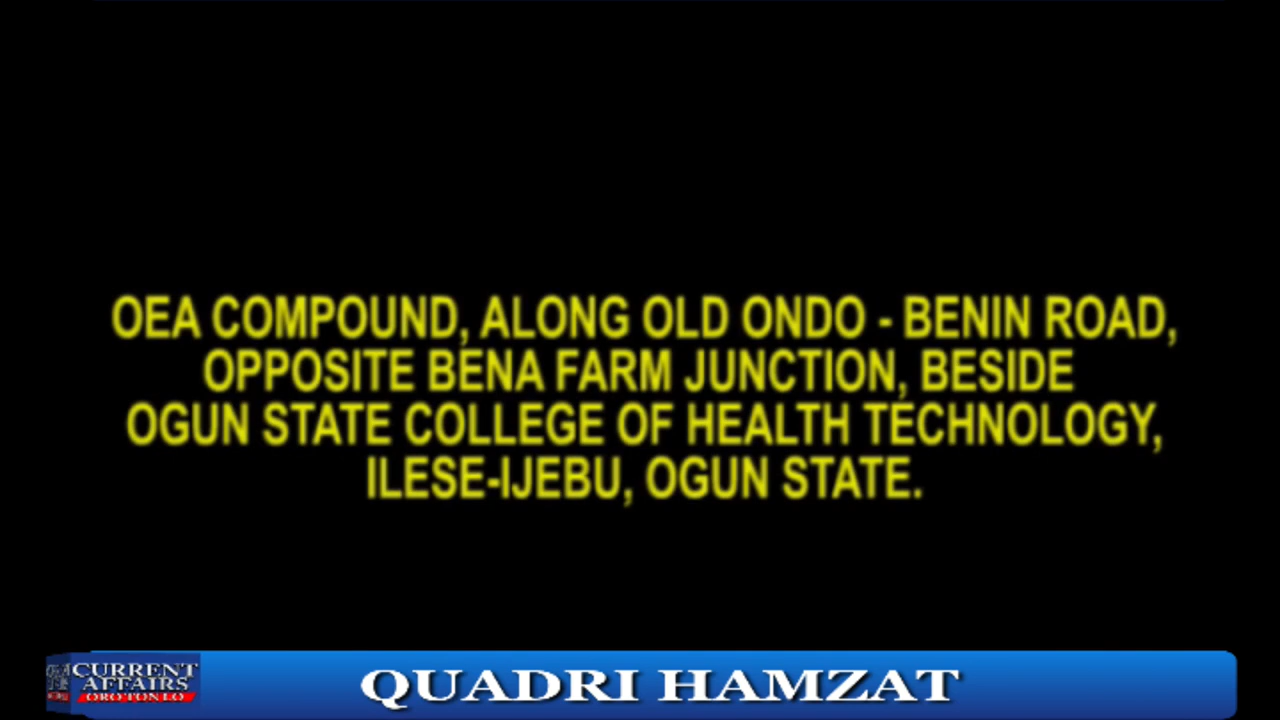 OEA COMPOUND, ALONG OLD ONDO - BENIN ROAD,
OPPOSITE BENA FARM JUNCTION, BESIDE
OGUN STATE COLLEGE OF HEALTH TECHNOLOGY,
ILESE-IJEBU, OGUN STATE.
CURRENT
AFFAIRS
QUADRI HAMZAT